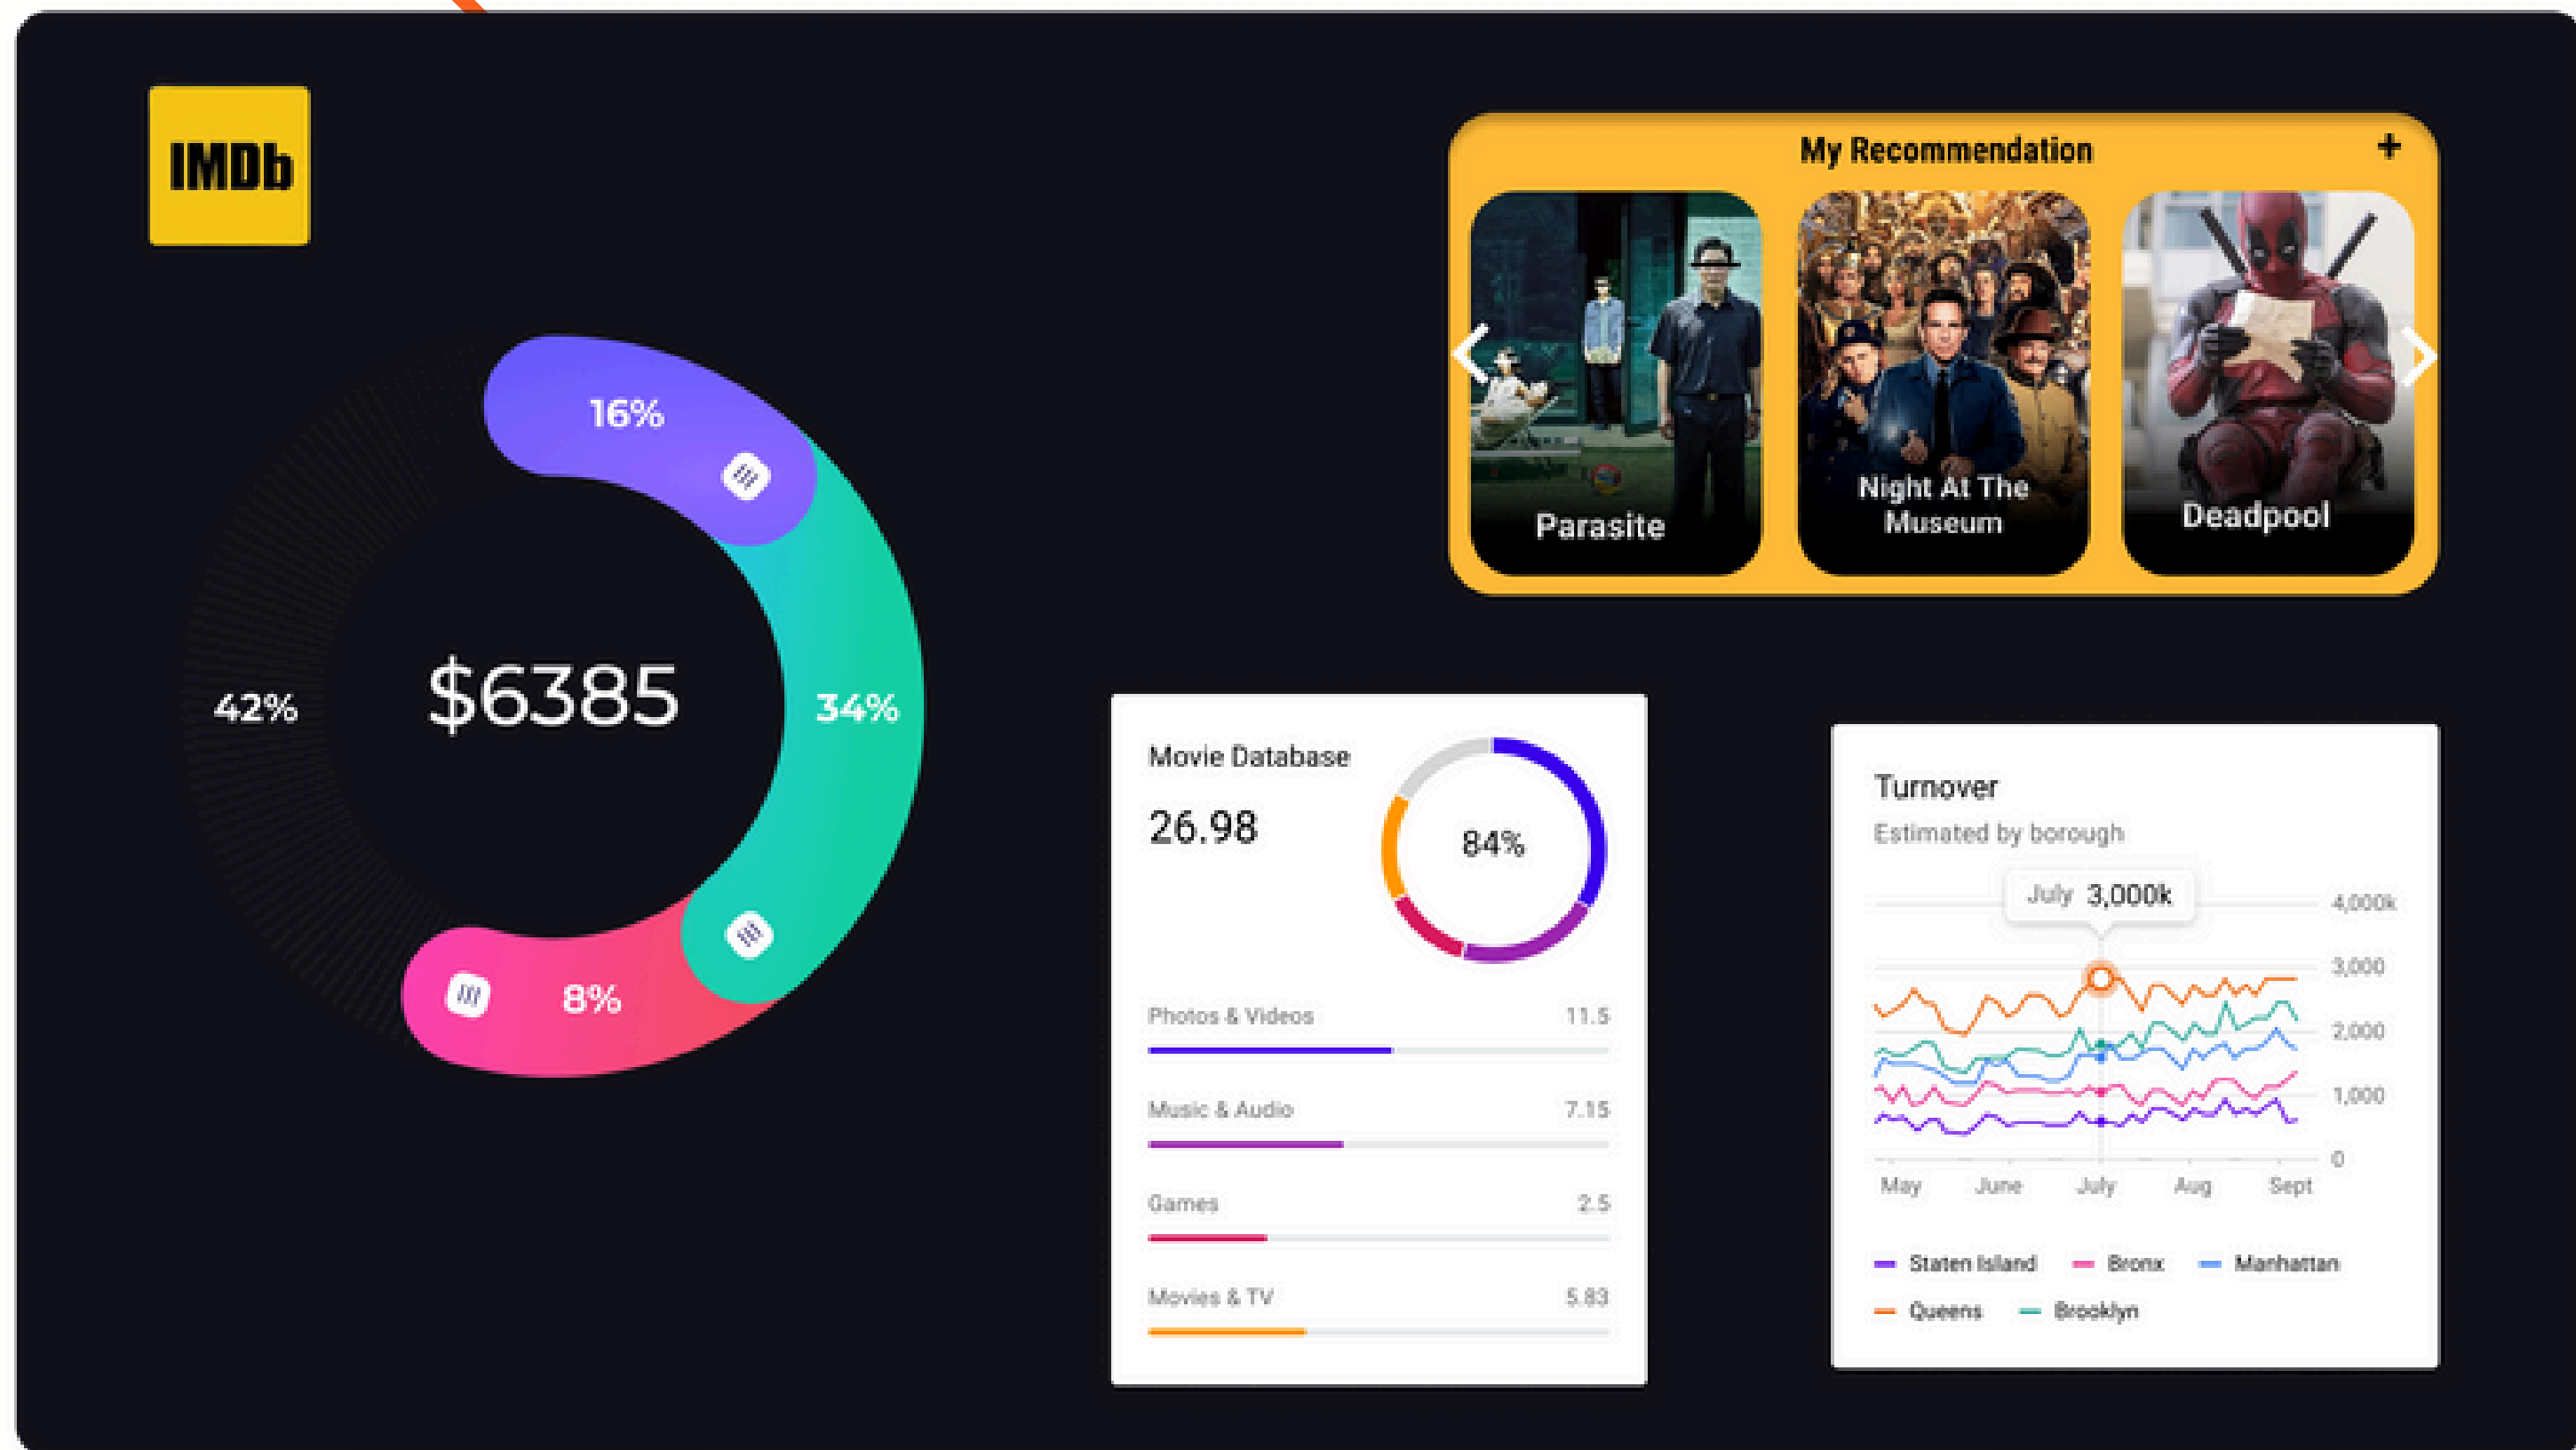 IMDb
16%
42%
$6385
34%
8%
My Recommendation +
Parasite
Night At The
Museum
Deadpool
Movie Database
26.98
84%
Photos & Videos 11.5
Music & Audio 7.15
Games 2.5
Movies & TV 5.83
Turnover
Estimated by borough
July 3,000k
4,000k
3,000
2,000
1,000
0
May June July Aug Sept
Staten Island Bronx Manhattan
Queens Brooklyn